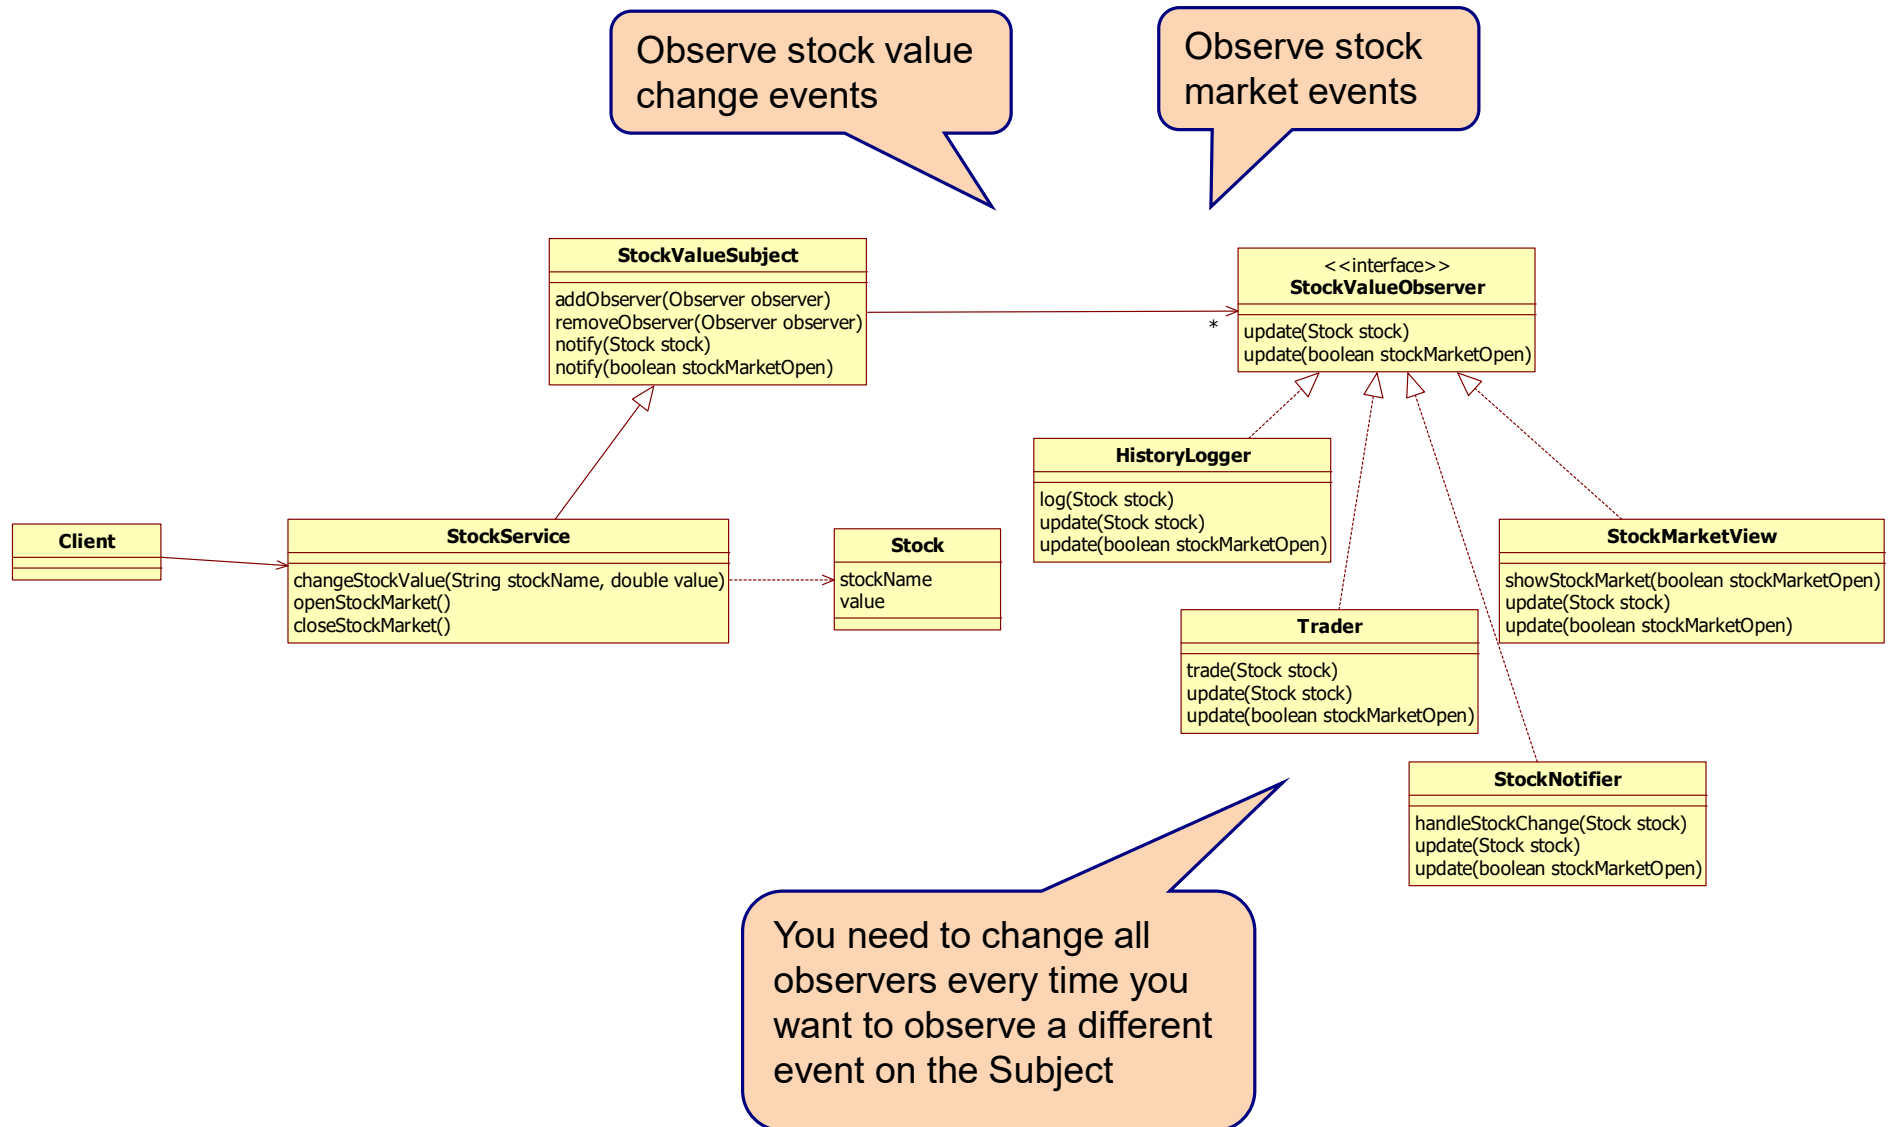 Observe stock value
change events
Observe stock
market events
StockValueSubject
addObserver(Observer observer)
removeObserver(Observer observer)
notify(Stock stock)
notify(boolean stockMarketOpen)
<<interface>>
StockValueObserver
update(Stock stock)
update(boolean stockMarketOpen)
*
HistoryLogger
log(Stock stock)
update(Stock stock)
update(boolean stockMarketOpen)
Client
StockService
changeStockValue(String stockName, double value)
openStockMarket()
closeStockMarket()
Stock
stockName
value
StockMarketView
showStockMarket(boolean stockMarketOpen)
update(Stock stock)
update(boolean stockMarketOpen)
Trader
trade(Stock stock)
update(Stock stock)
update(boolean stockMarketOpen)
StockNotifier
handleStockChange(Stock stock)
update(Stock stock)
update(boolean stockMarketOpen)
You need to change all
observers every time you
want to observe a different
event on the Subject